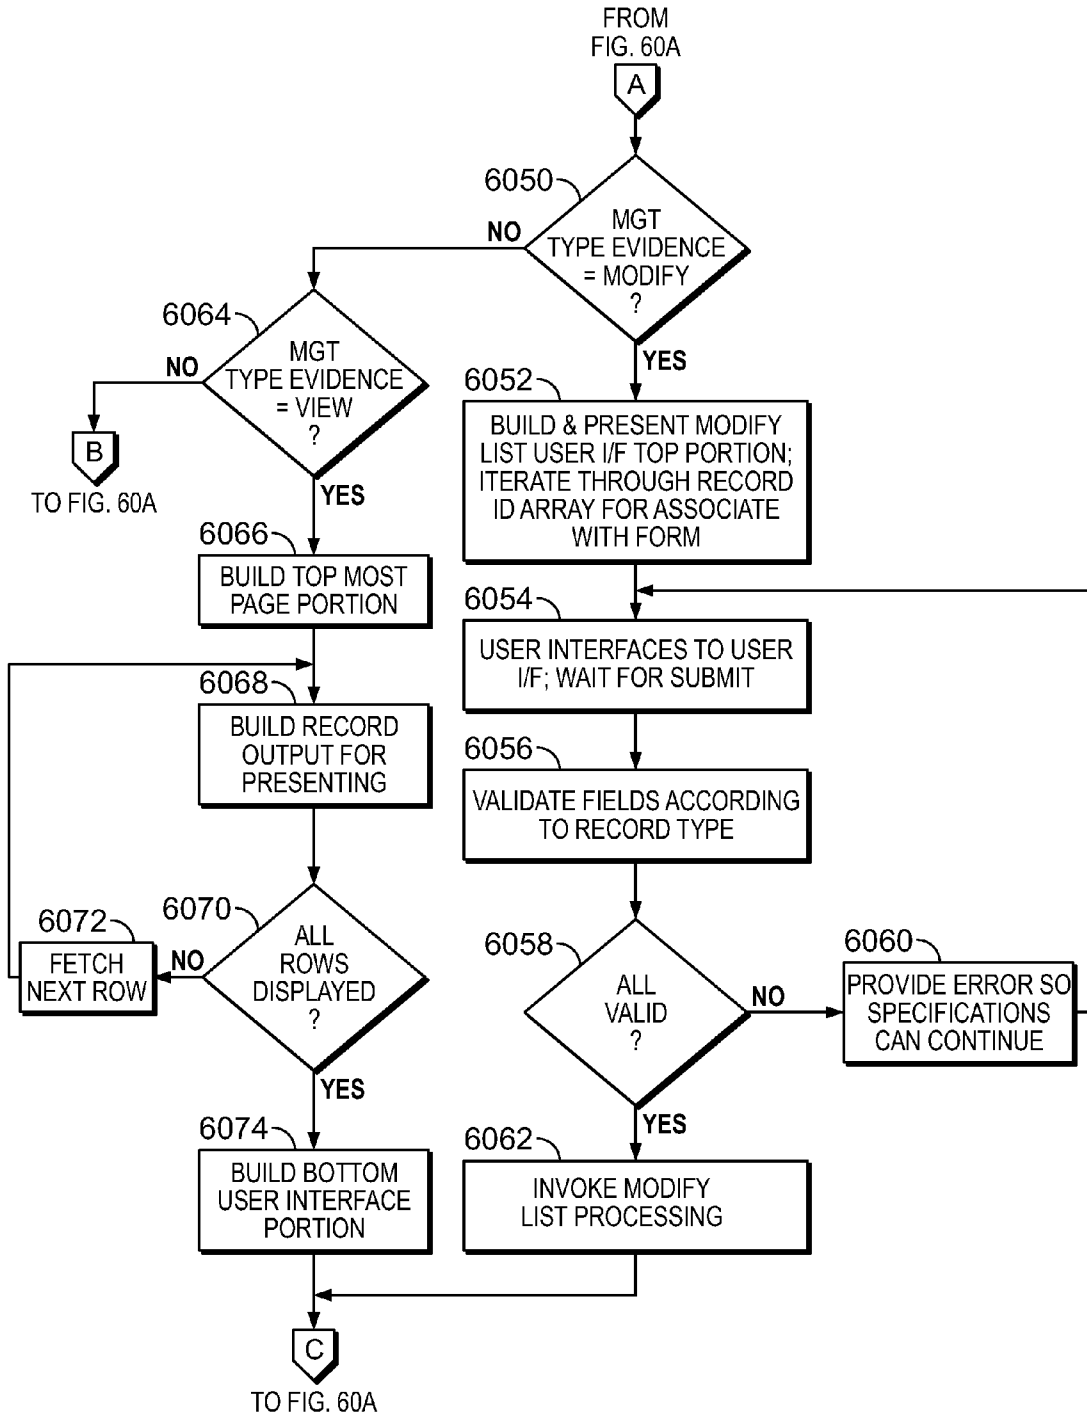 FROM
FIG. 60A
A
6050
MGT
TYPE EVIDENCE
= MODIFY
?
NO
YES
6064
MGT
TYPE EVIDENCE
= VIEW
?
NO
YES
B
TO FIG. 60A
6052
BUILD & PRESENT MODIFY
LIST USER I/F TOP PORTION;
ITERATE THROUGH RECORD
ID ARRAY FOR ASSOCIATE
WITH FORM
6066
BUILD TOP MOST
PAGE PORTION
6054
USER INTERFACES TO USER
I/F; WAIT FOR SUBMIT
6068
BUILD RECORD
OUTPUT FOR
PRESENTING
6056
VALIDATE FIELDS ACCORDING
TO RECORD TYPE
6070
ALL
ROWS
DISPLAYED
?
NO
YES
6072
FETCH
NEXT ROW
6058
ALL
VALID
?
NO
YES
6060
PROVIDE ERROR SO
SPECIFICATIONS
CAN CONTINUE
6074
BUILD BOTTOM
USER INTERFACE
PORTION
6062
INVOKE MODIFY
LIST PROCESSING
C
TO FIG. 60A